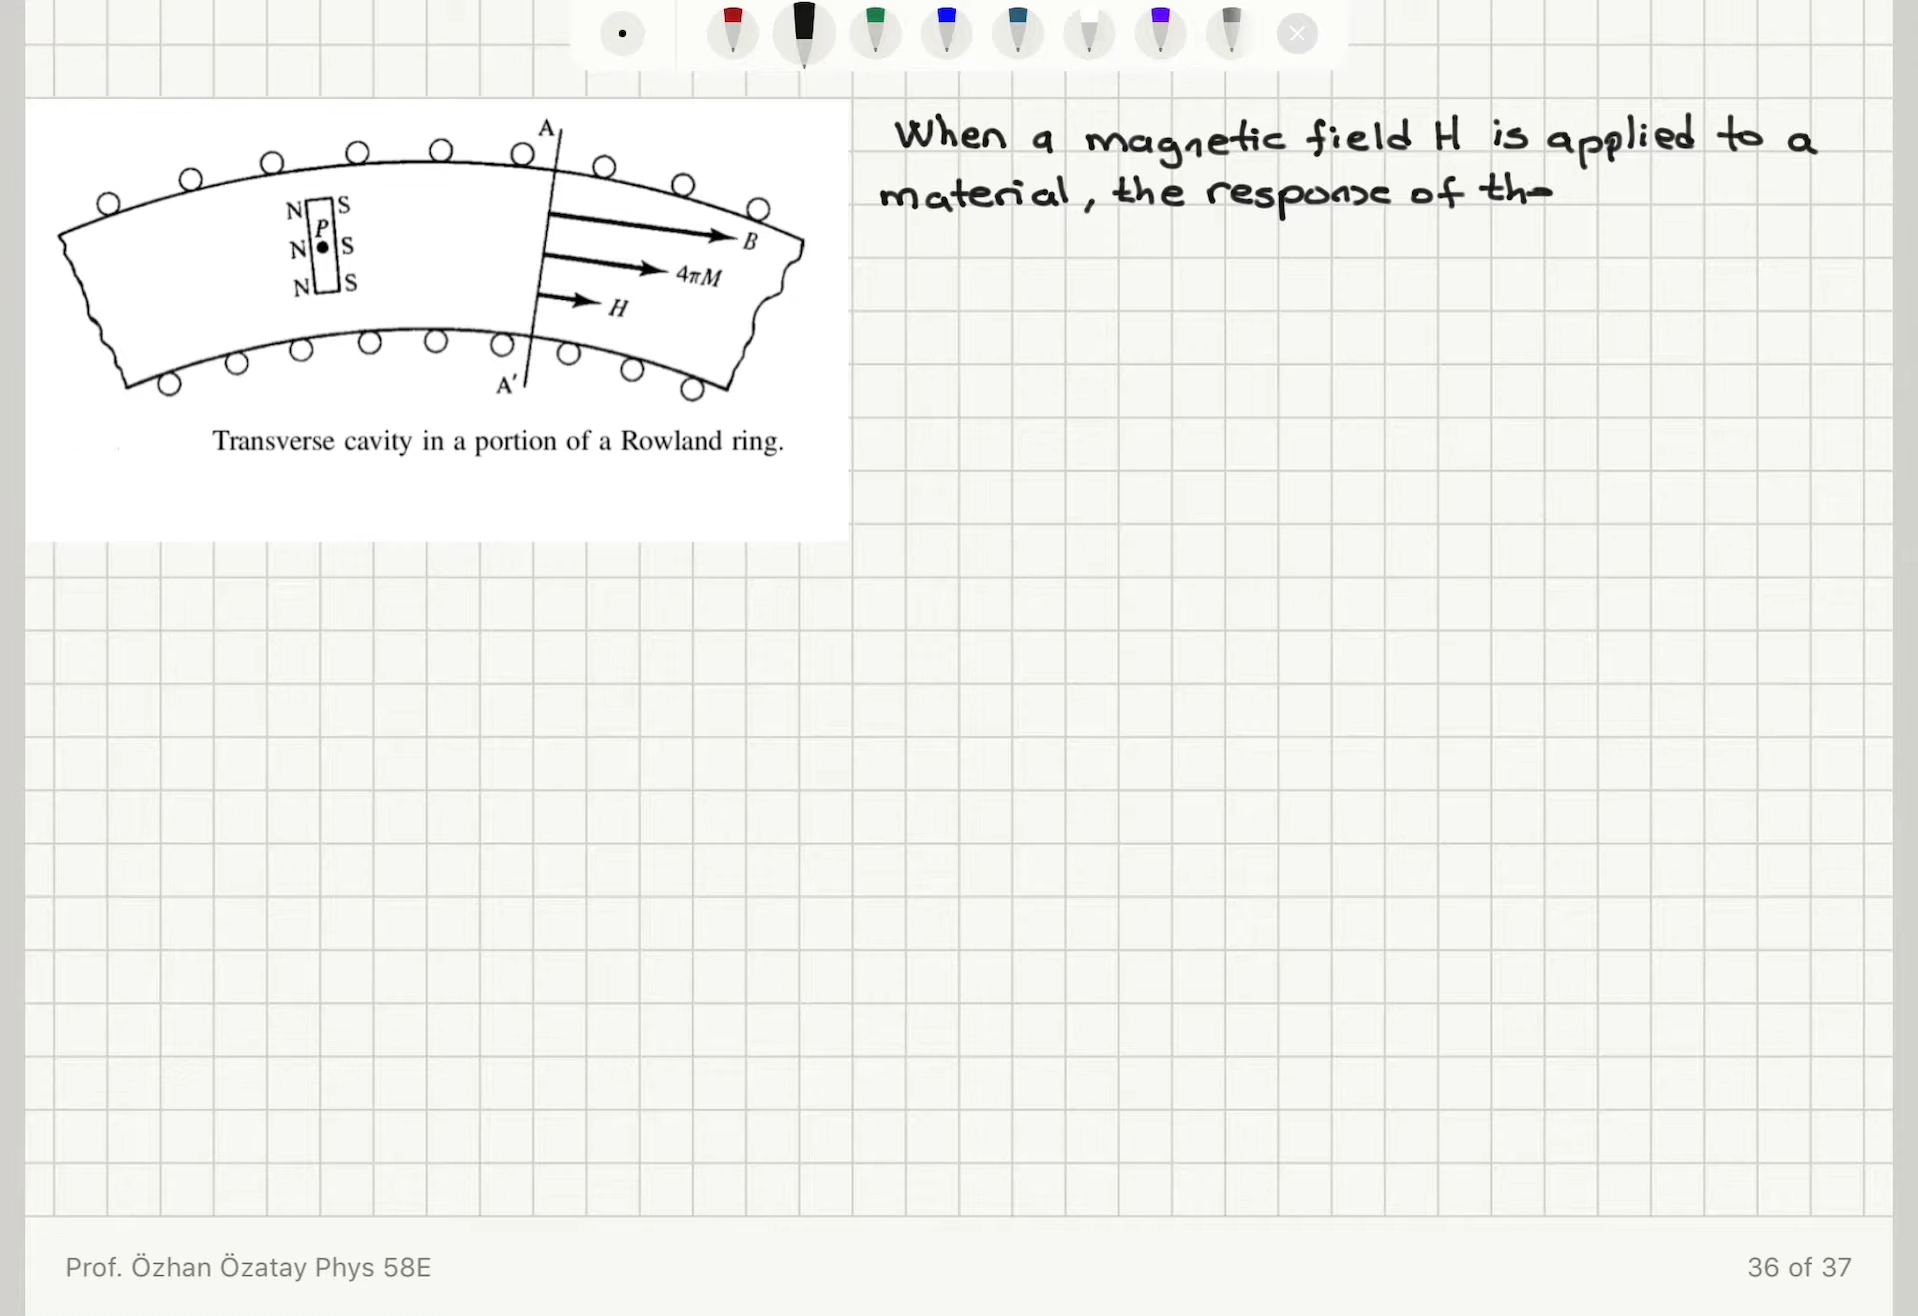 A
N S
P
N S
N S
B
4πM
H
A′
Transverse cavity in a portion of a Rowland ring.
When a magnetic field H is applied to a
material, the response of the
Prof. Özhan Özatay Phys 58E
36 of 37